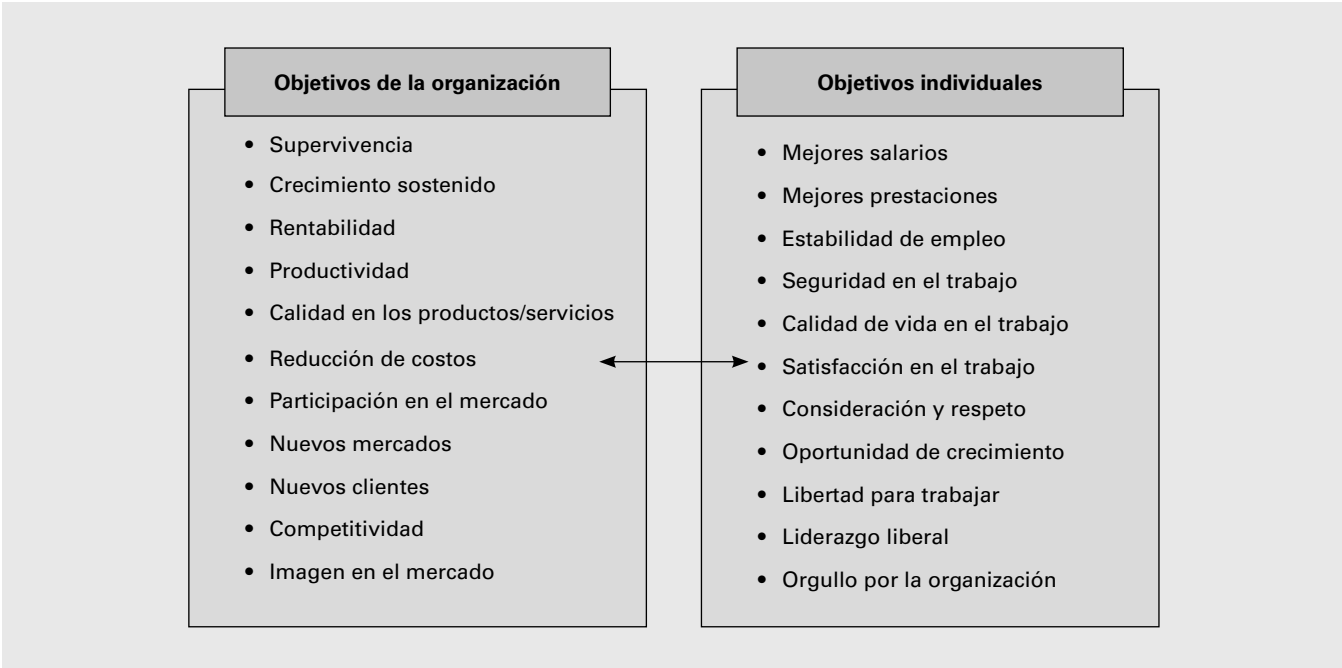 Objetivos de la organización
• Supervivencia
• Crecimiento sostenido
• Rentabilidad
• Productividad
• Calidad en los productos/servicios
• Reducción de costos
• Participación en el mercado
• Nuevos mercados
• Nuevos clientes
• Competitividad
• Imagen en el mercado
Objetivos individuales
• Mejores salarios
• Mejores prestaciones
• Estabilidad de empleo
• Seguridad en el trabajo
• Calidad de vida en el trabajo
• Satisfacción en el trabajo
• Consideración y respeto
• Oportunidad de crecimiento
• Libertad para trabajar
• Liderazgo liberal
• Orgullo por la organización